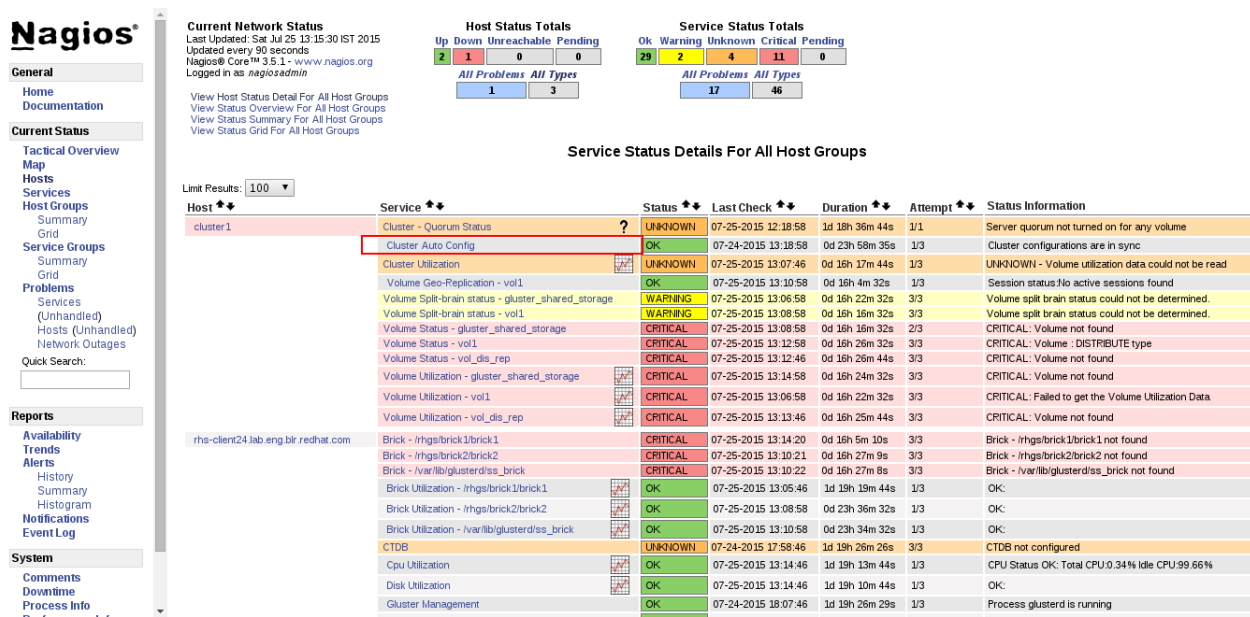 Nagios®
General
Home
Documentation
Current Status
Tactical Overview
Map
Hosts
Services
Host Groups
Summary
Grid
Service Groups
Summary
Grid
Problems
Services
(Unhandled)
Hosts (Unhandled)
Network Outages
Quick Search:
Reports
Availability
Trends
Alerts
History
Summary
Histogram
Notifications
Event Log
System
Comments
Downtime
Process Info
Current Network Status
Last Updated: Sat Jul 25 13:15:30 IST 2015
Updated every 90 seconds
Nagios® Core™ 3.5.1 - www.nagios.org
Logged in as nagiosadmin
View Host Status Detail For All Host Groups
View Status Overview For All Host Groups
View Status Summary For All Host Groups
View Status Grid For All Host Groups
Host Status Totals
Up Down Unreachable Pending
2 1 0 0
All Problems All Types
1 3
Service Status Totals
Ok Warning Unknown Critical Pending
29 2 4 11 0
All Problems All Types
17 46
Service Status Details For All Host Groups
Limit Results: 100
Host Service Status Last Check Duration Attempt Status Information
cluster1 Cluster - Quorum Status ? UNKNOWN 07-25-2015 12:18:58 1d 18h 36m 44s 1/1 Server quorum not turned on for any volume
Cluster Auto Config OK 07-24-2015 13:18:58 0d 23h 58m 35s 1/3 Cluster configurations are in sync
Cluster Utilization UNKNOWN 07-25-2015 13:07:46 0d 16h 17m 44s 1/3 UNKNOWN - Volume utilization data could not be read
Volume Geo-Replication - vol1 OK 07-25-2015 13:10:58 0d 16h 4m 32s 1/3 Session status:No active sessions found
Volume Split-brain status - gluster_shared_storage WARNING 07-25-2015 13:06:58 0d 16h 22m 32s 3/3 Volume split brain status could not be determined.
Volume Split-brain status - vol1 WARNING 07-25-2015 13:08:58 0d 16h 16m 32s 3/3 Volume split brain status could not be determined.
Volume Status - gluster_shared_storage CRITICAL 07-25-2015 13:08:58 0d 16h 16m 32s 2/3 CRITICAL: Volume not found
Volume Status - vol1 CRITICAL 07-25-2015 13:12:58 0d 16h 26m 32s 3/3 CRITICAL: Volume : DISTRIBUTE type
Volume Status - vol_dis_rep CRITICAL 07-25-2015 13:12:46 0d 16h 26m 44s 3/3 CRITICAL: Volume not found
Volume Utilization - gluster_shared_storage CRITICAL 07-25-2015 13:14:58 0d 16h 24m 32s 3/3 CRITICAL: Volume not found
Volume Utilization - vol1 CRITICAL 07-25-2015 13:06:58 0d 16h 22m 32s 3/3 CRITICAL: Failed to get the Volume Utilization Data
Volume Utilization - vol_dis_rep CRITICAL 07-25-2015 13:13:46 0d 16h 25m 44s 3/3 CRITICAL: Volume not found
rhs-client24.lab.eng.blr.redhat.com Brick - /rhgs/brick1/brick1 CRITICAL 07-25-2015 13:14:20 0d 16h 5m 10s 3/3 Brick - /rhgs/brick1/brick1 not found
Brick - /rhgs/brick2/brick2 CRITICAL 07-25-2015 13:10:21 0d 16h 27m 9s 3/3 Brick - /rhgs/brick2/brick2 not found
Brick - /var/lib/glusterd/ss_brick CRITICAL 07-25-2015 13:10:22 0d 16h 27m 8s 3/3 Brick - /var/lib/glusterd/ss_brick not found
Brick Utilization - /rhgs/brick1/brick1 OK 07-25-2015 13:05:46 1d 19h 19m 44s 1/3 OK:
Brick Utilization - /rhgs/brick2/brick2 OK 07-25-2015 13:08:58 0d 23h 36m 32s 1/3 OK:
Brick Utilization - /var/lib/glusterd/ss_brick OK 07-25-2015 13:10:58 0d 23h 34m 32s 1/3 OK:
CTDB UNKNOWN 07-24-2015 17:58:46 1d 19h 26m 26s 3/3 CTDB not configured
Cpu Utilization OK 07-25-2015 13:14:46 1d 19h 13m 44s 1/3 CPU Status OK: Total CPU:0.34% Idle CPU:99.66%
Disk Utilization OK 07-25-2015 13:14:46 1d 19h 10m 44s 1/3 OK:
Gluster Management OK 07-24-2015 18:07:46 1d 19h 26m 29s 1/3 Process glusterd is running